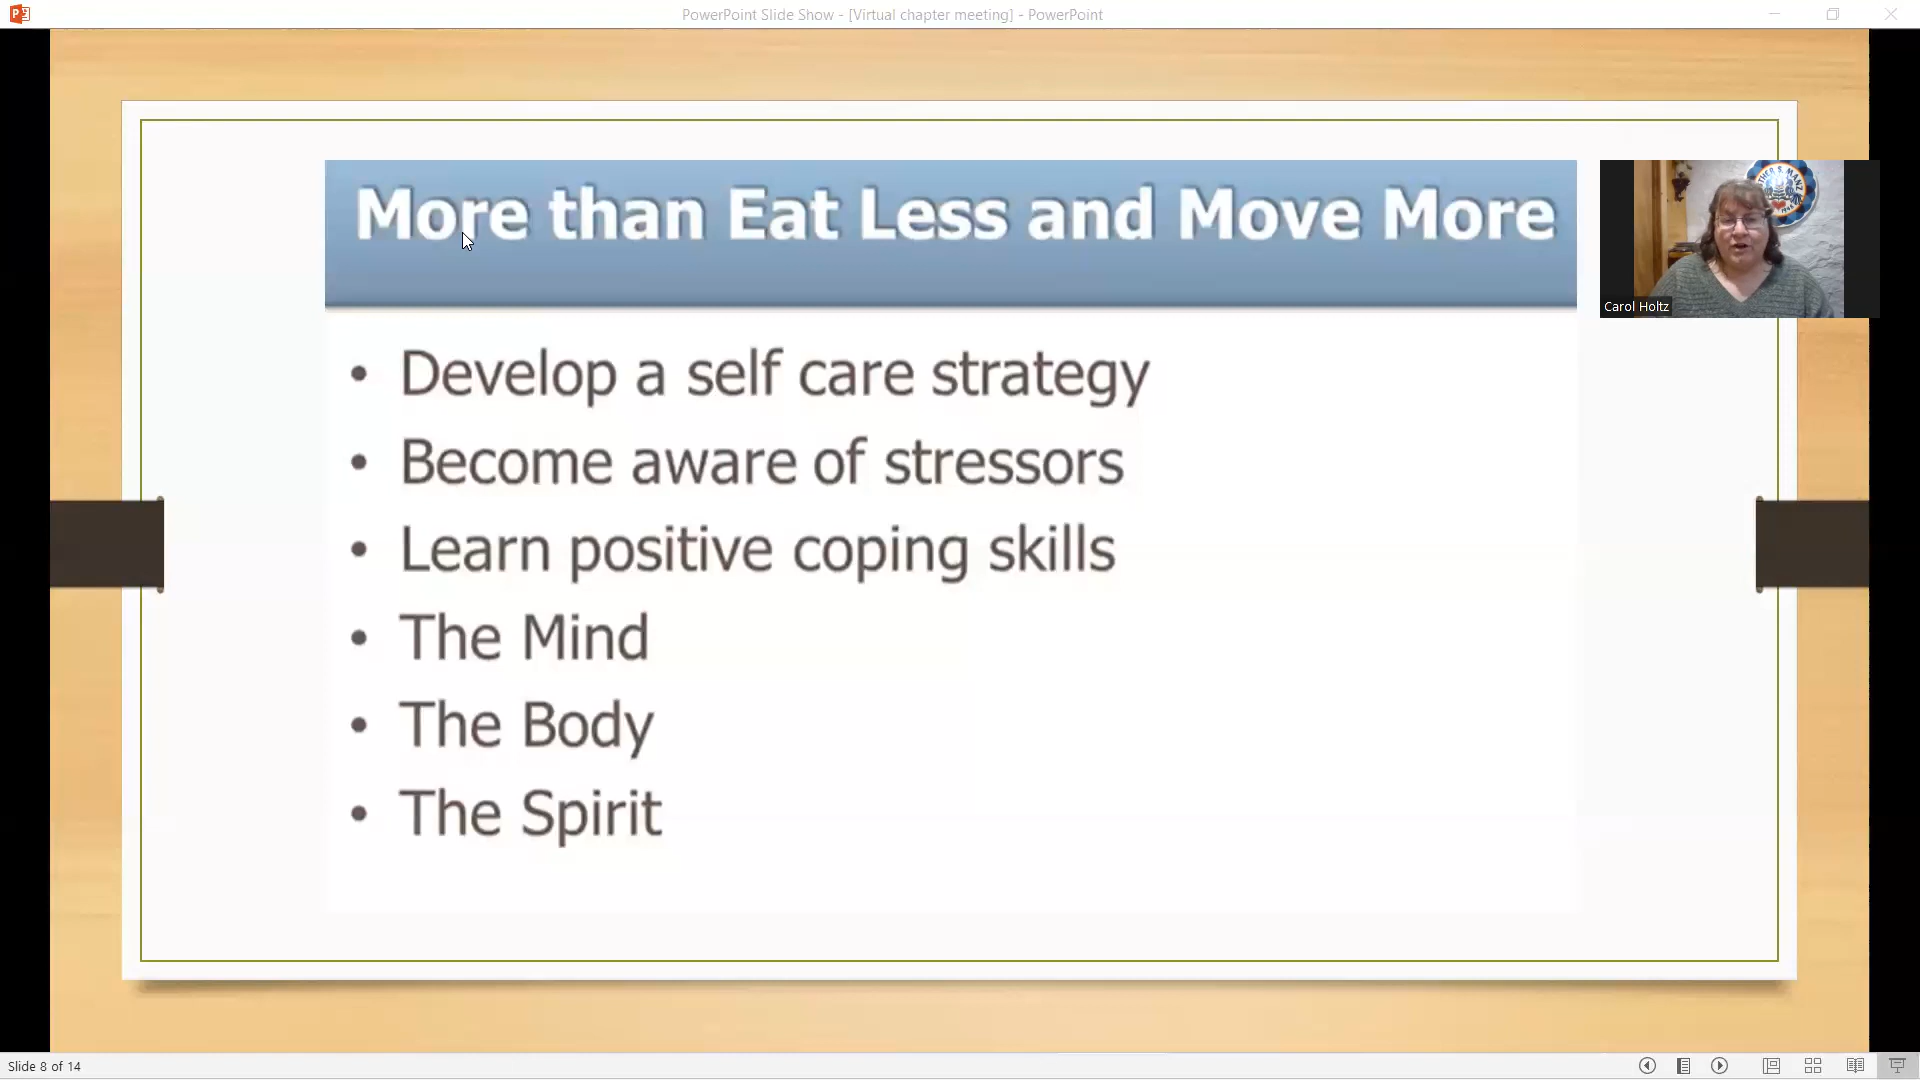 PowerPoint Slide Show - [Virtual chapter meeting] - PowerPoint
More than Eat Less and Move More
• Develop a self care strategy
• Become aware of stressors
• Learn positive coping skills
• The Mind
• The Body
• The Spirit
Carol Holtz
Slide 8 of 14